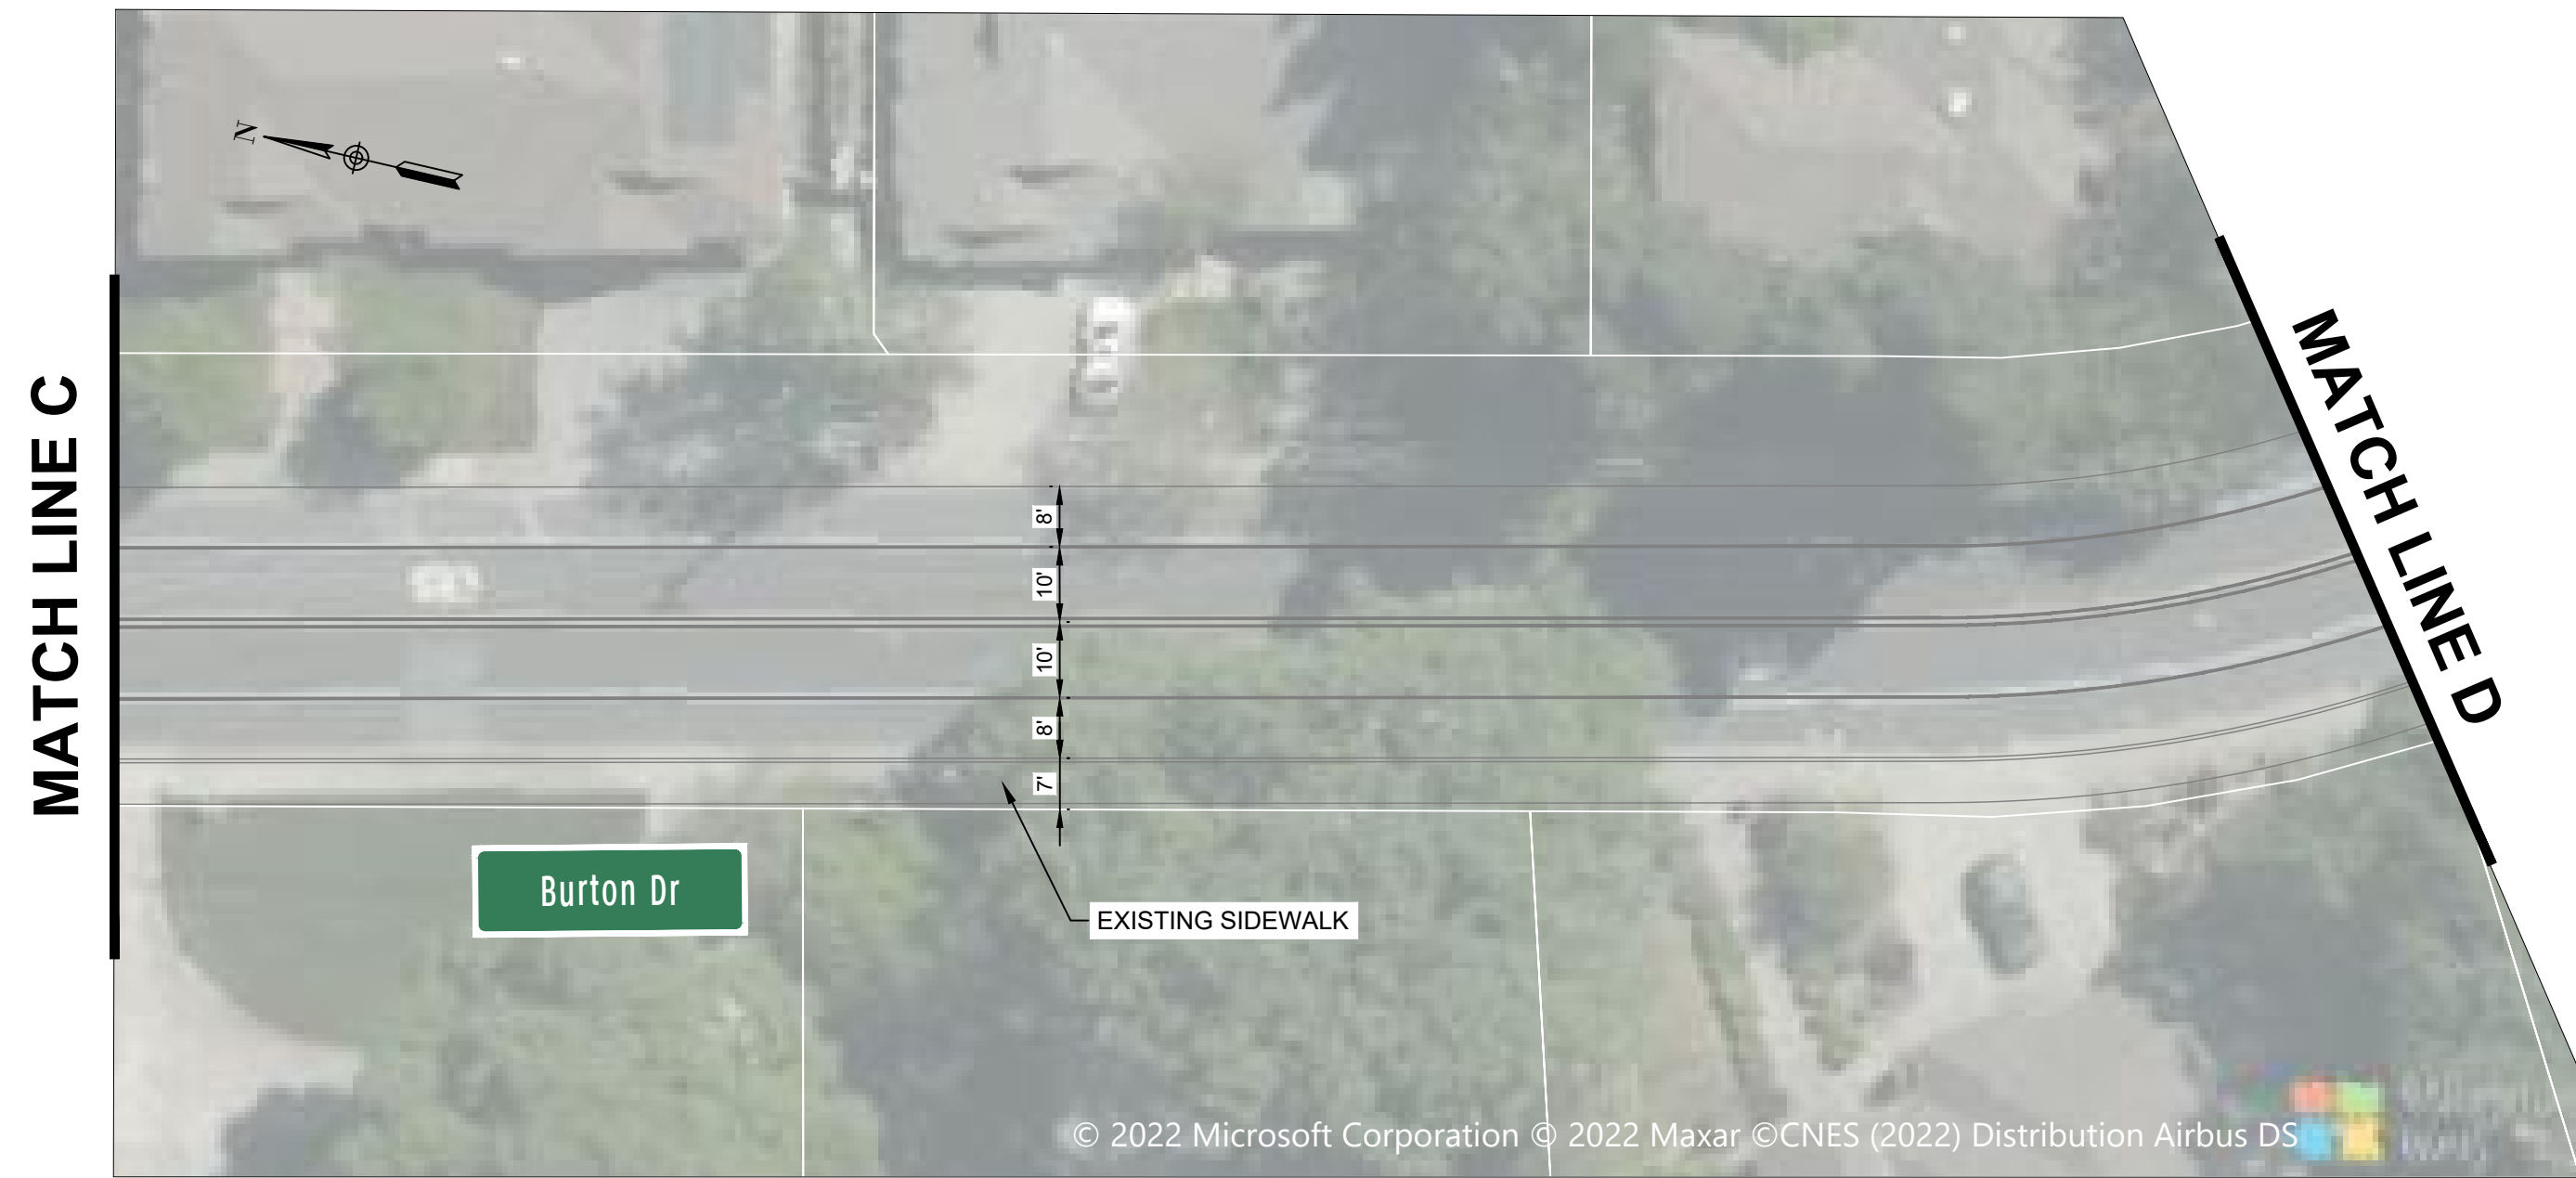 N
MATCH LINE C
MATCH LINE D
8'
10'
10'
8'
7'
Burton Dr
EXISTING SIDEWALK
© 2022 Microsoft Corporation © 2022 Maxar ©CNES (2022) Distribution Airbus DS